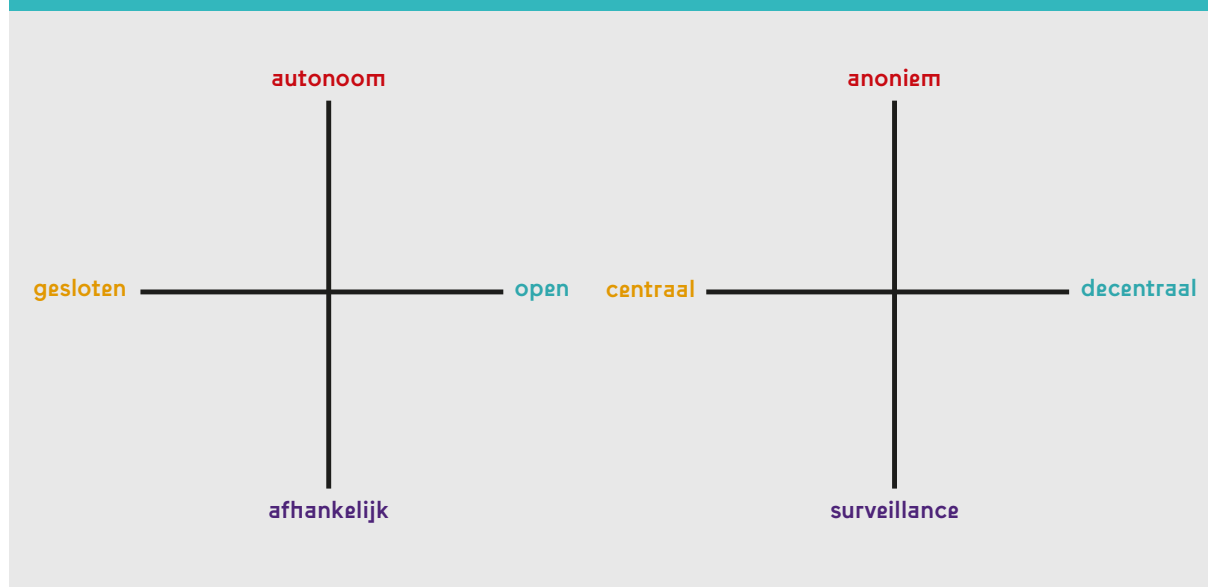 autonoom
gesloten
open
afhankelijk
anoniem
centraal
decentraal
surveillance